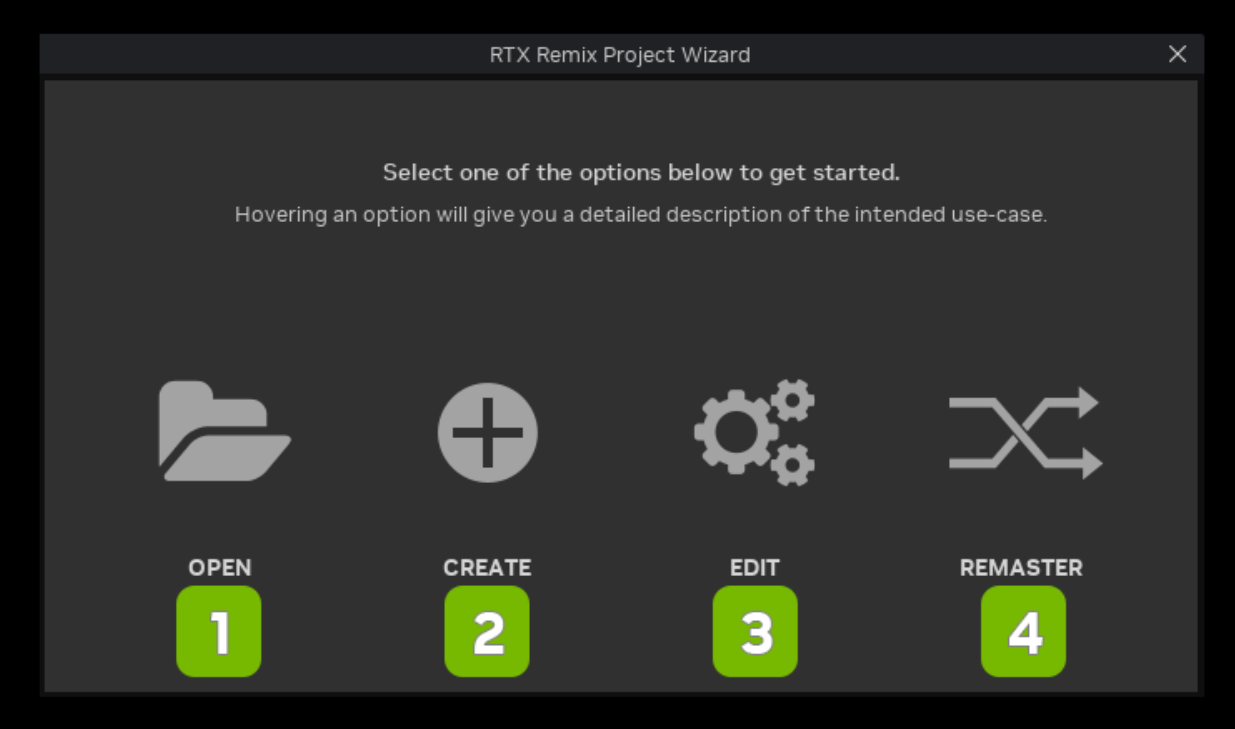 RTX Remix Project Wizard
Select one of the options below to get started.
Hovering an option will give you a detailed description of the intended use-case.
OPEN CREATE EDIT REMASTER
1 2 3 4